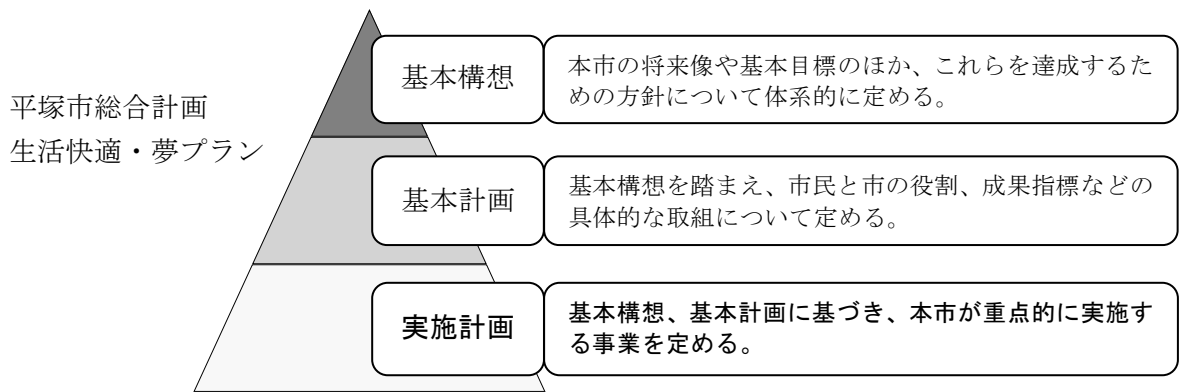 平塚市総合計画
生活快適・夢プラン
基本構想
本市の将来像や基本目標のほか、これらを達成するた
めの方針について体系的に定める。
基本計画
基本構想を踏まえ、市民と市の役割、成果指標などの
具体的な取組について定める。
実施計画
基本構想、基本計画に基づき、本市が重点的に実施す
る事業を定める。